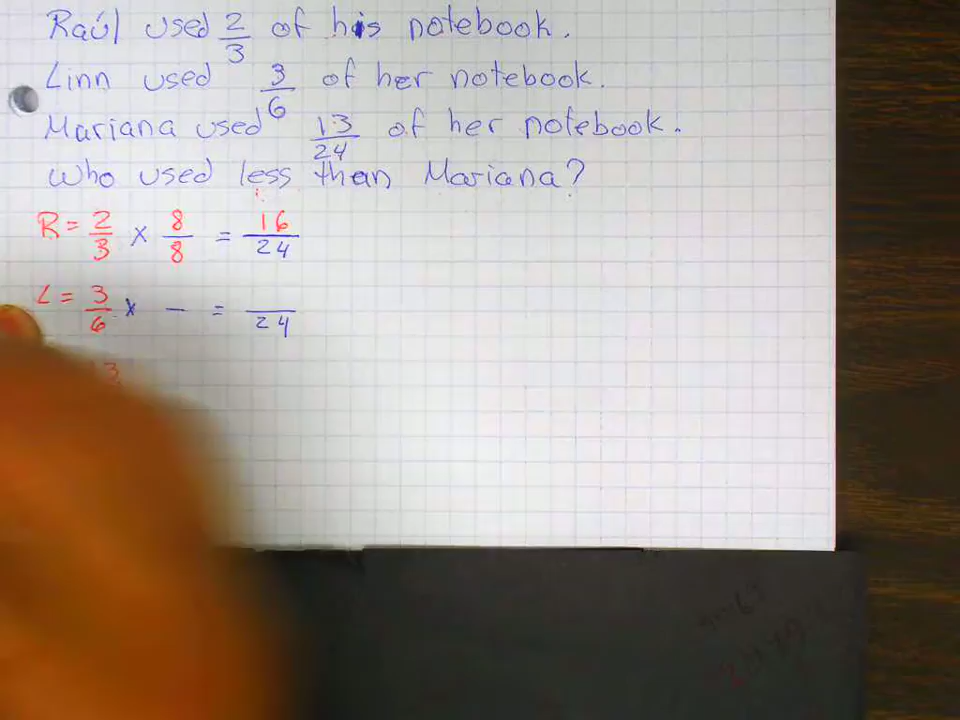 Raúl used 2/3 of his notebook.
Linn used 3/6 of her notebook.
Mariana used 13/24 of her notebook.
Who used less than Mariana?
R = 2/3 x 8/8 = 16/24
L = 3/6 x — = /24
13